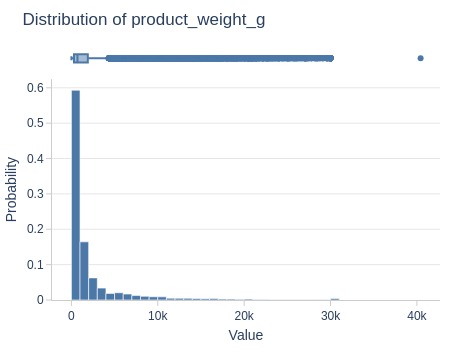 Distribution of product_weight_g
0.6
0.5
0.4
0.3
0.2
0.1
0
Probability
0
10k
20k
30k
40k
Value